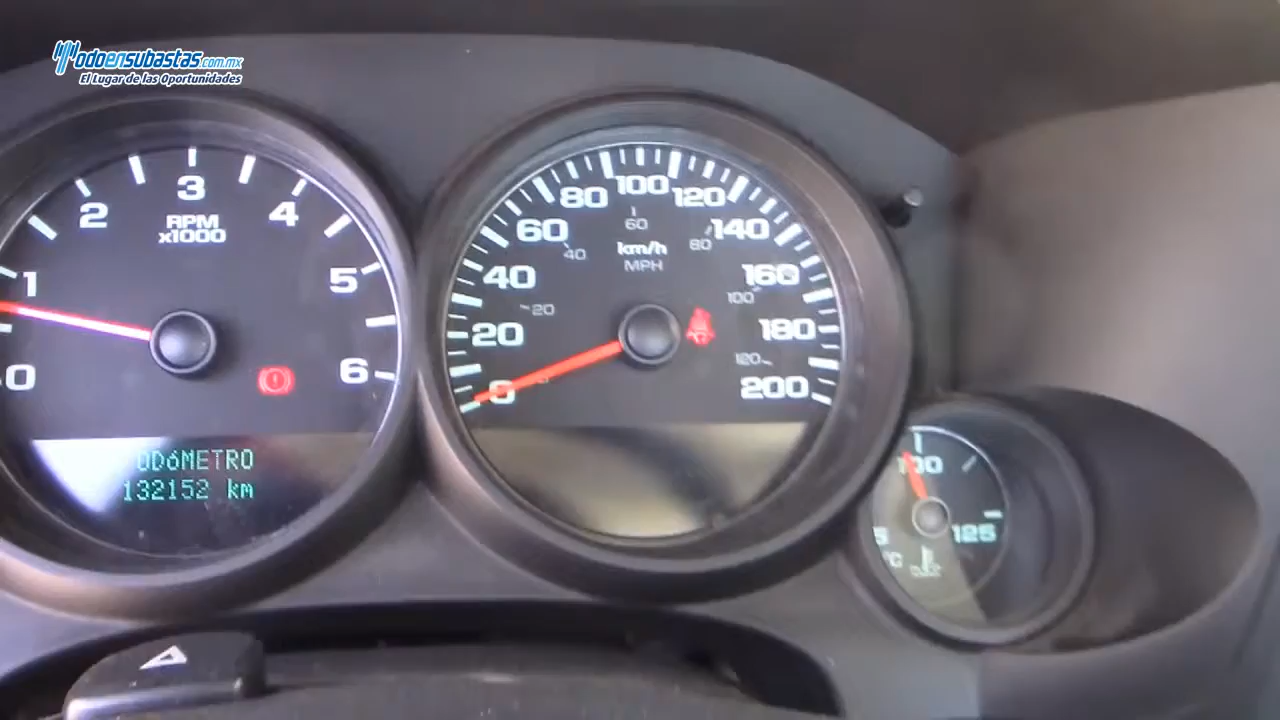 Todoensubastas.com.mx
El Lugar de las Oportunidades
0 1 2 3 4 5 6
RPM
x1000
ODÓMETRO
132152 km
0 20 40 60 80 100 120 140 160 180 200
20 40 60 80 100 120
km/h
MPH
100
125
°C